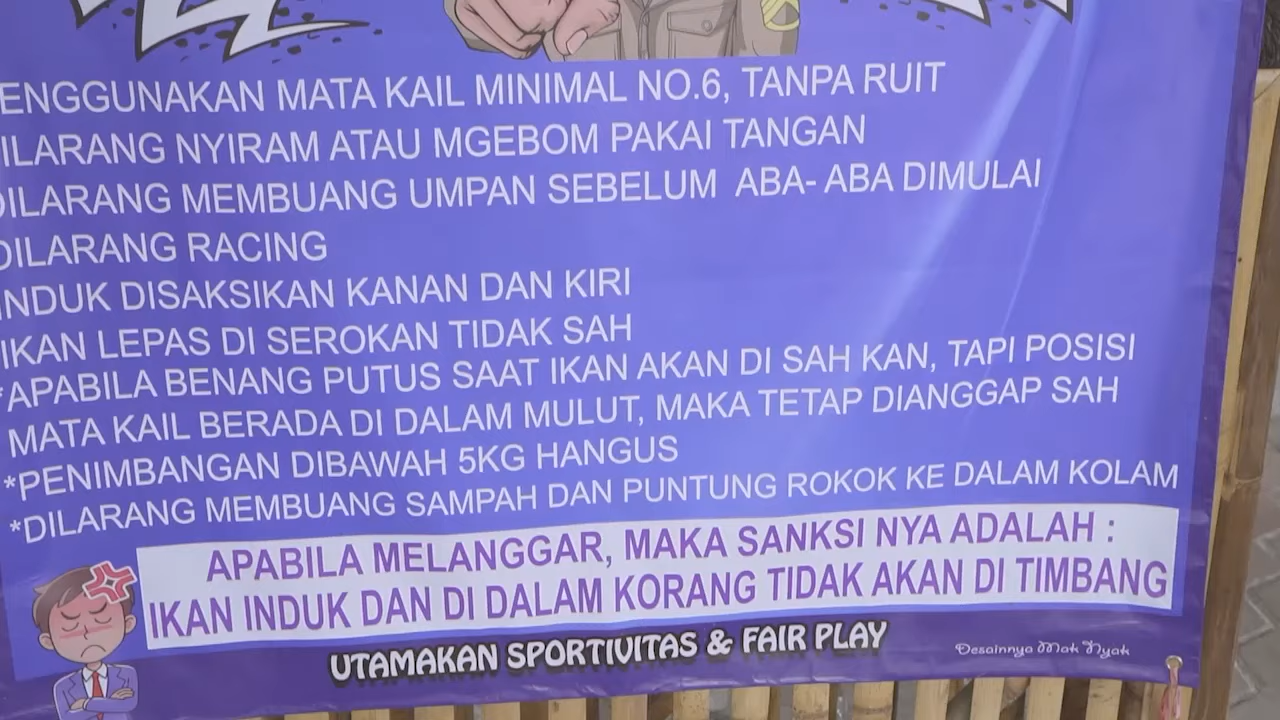 ENGGUNAKAN MATA KAIL MINIMAL NO.6, TANPA RUIT
ILARANG NYIRAM ATAU MGEBOM PAKAI TANGAN
DILARANG MEMBUANG UMPAN SEBELUM ABA- ABA DIMULAI
DILARANG RACING
INDUK DISAKSIKAN KANAN DAN KIRI
IKAN LEPAS DI SEROKAN TIDAK SAH
*APABILA BENANG PUTUS SAAT IKAN AKAN DI SAH KAN, TAPI POSISI
MATA KAIL BERADA DI DALAM MULUT, MAKA TETAP DIANGGAP SAH
*PENIMBANGAN DIBAWAH 5KG HANGUS
*DILARANG MEMBUANG SAMPAH DAN PUNTUNG ROKOK KE DALAM KOLAM
APABILA MELANGGAR, MAKA SANKSI NYA ADALAH :
IKAN INDUK DAN DI DALAM KORANG TIDAK AKAN DI TIMBANG
UTAMAKAN SPORTIVITAS & FAIR PLAY
Desainnya Mak Nyak